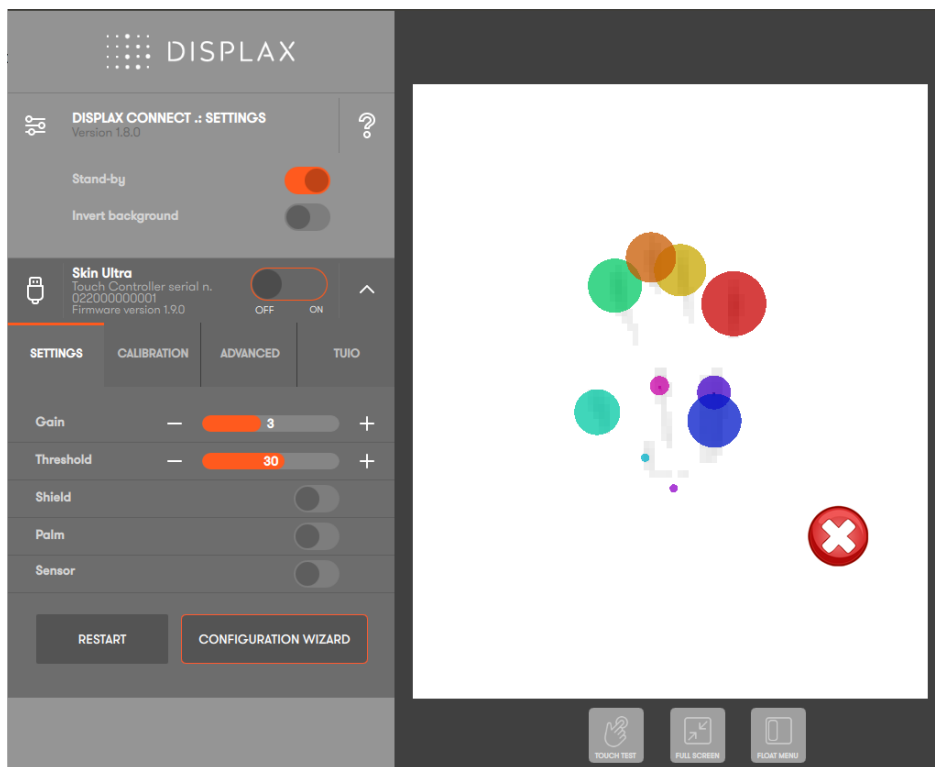 DISPLAX
DISPLAX CONNECT .: SETTINGS
Version 1.8.0
Stand-by
Invert background
Skin Ultra
Touch Controller serial n.
022000000001
Firmware version 1.9.0
OFF ON
SETTINGS CALIBRATION ADVANCED TUIO
Gain − 3 +
Threshold − 30 +
Shield
Palm
Sensor
RESTART CONFIGURATION WIZARD
TOUCH TEST FULL SCREEN FLOAT MENU